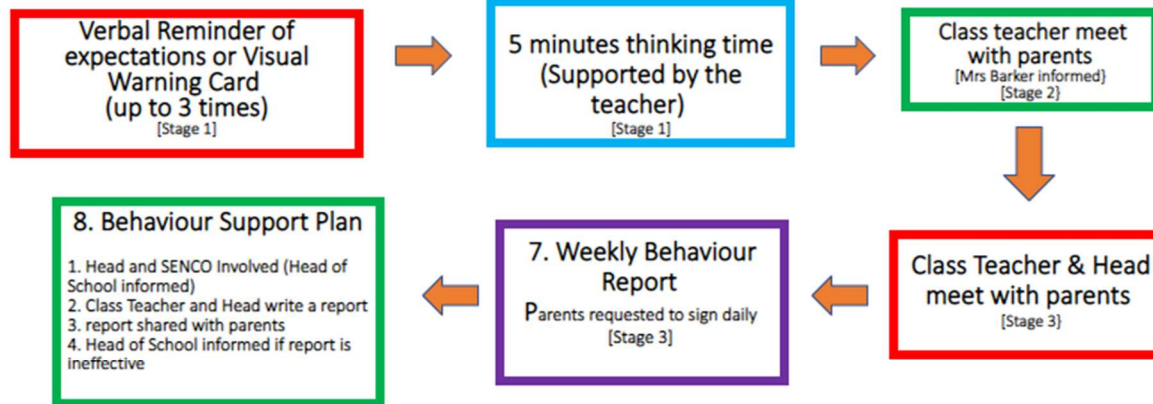 Verbal Reminder of
expectations or Visual
Warning Card
(up to 3 times)
[Stage 1]
5 minutes thinking time
(Supported by the
teacher)
[Stage 1]
Class teacher meet
with parents
[Mrs Barker informed}
[Stage 2}
Class Teacher & Head
meet with parents
[Stage 3}
7. Weekly Behaviour
Report
Parents requested to sign daily
[Stage 3]
8. Behaviour Support Plan
1. Head and SENCO Involved (Head of
School informed)
2. Class Teacher and Head write a report
3. report shared with parents
4. Head of School informed if report is
ineffective